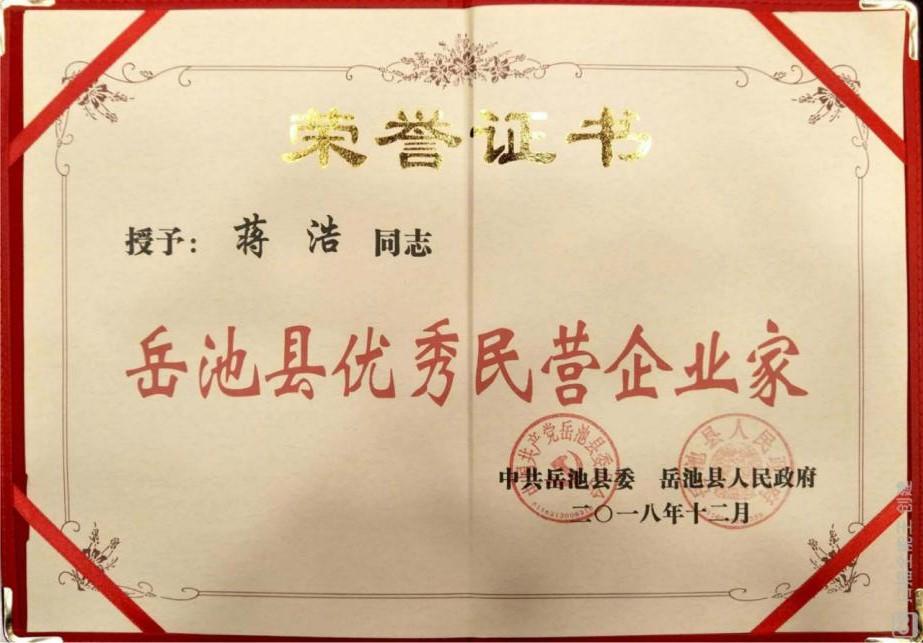 荣誉证书
授予：蒋浩同志
岳池县优秀民营企业家
中共岳池县委 岳池县人民政府
二〇一八年十二月